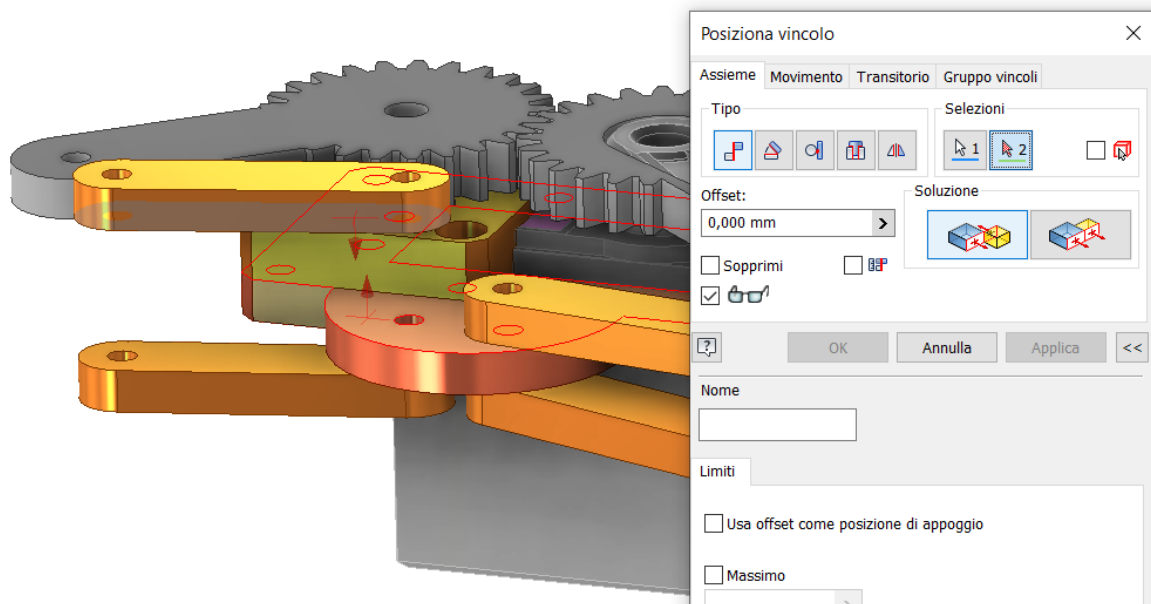 Posiziona vincolo
Assieme Movimento Transitorio Gruppo vincoli
Tipo
Selezioni
1
2
Offset:
Soluzione
0,000 mm >
Sopprimi
? OK Annulla Applica <<
Nome
Limiti
Usa offset come posizione di appoggio
Massimo
>